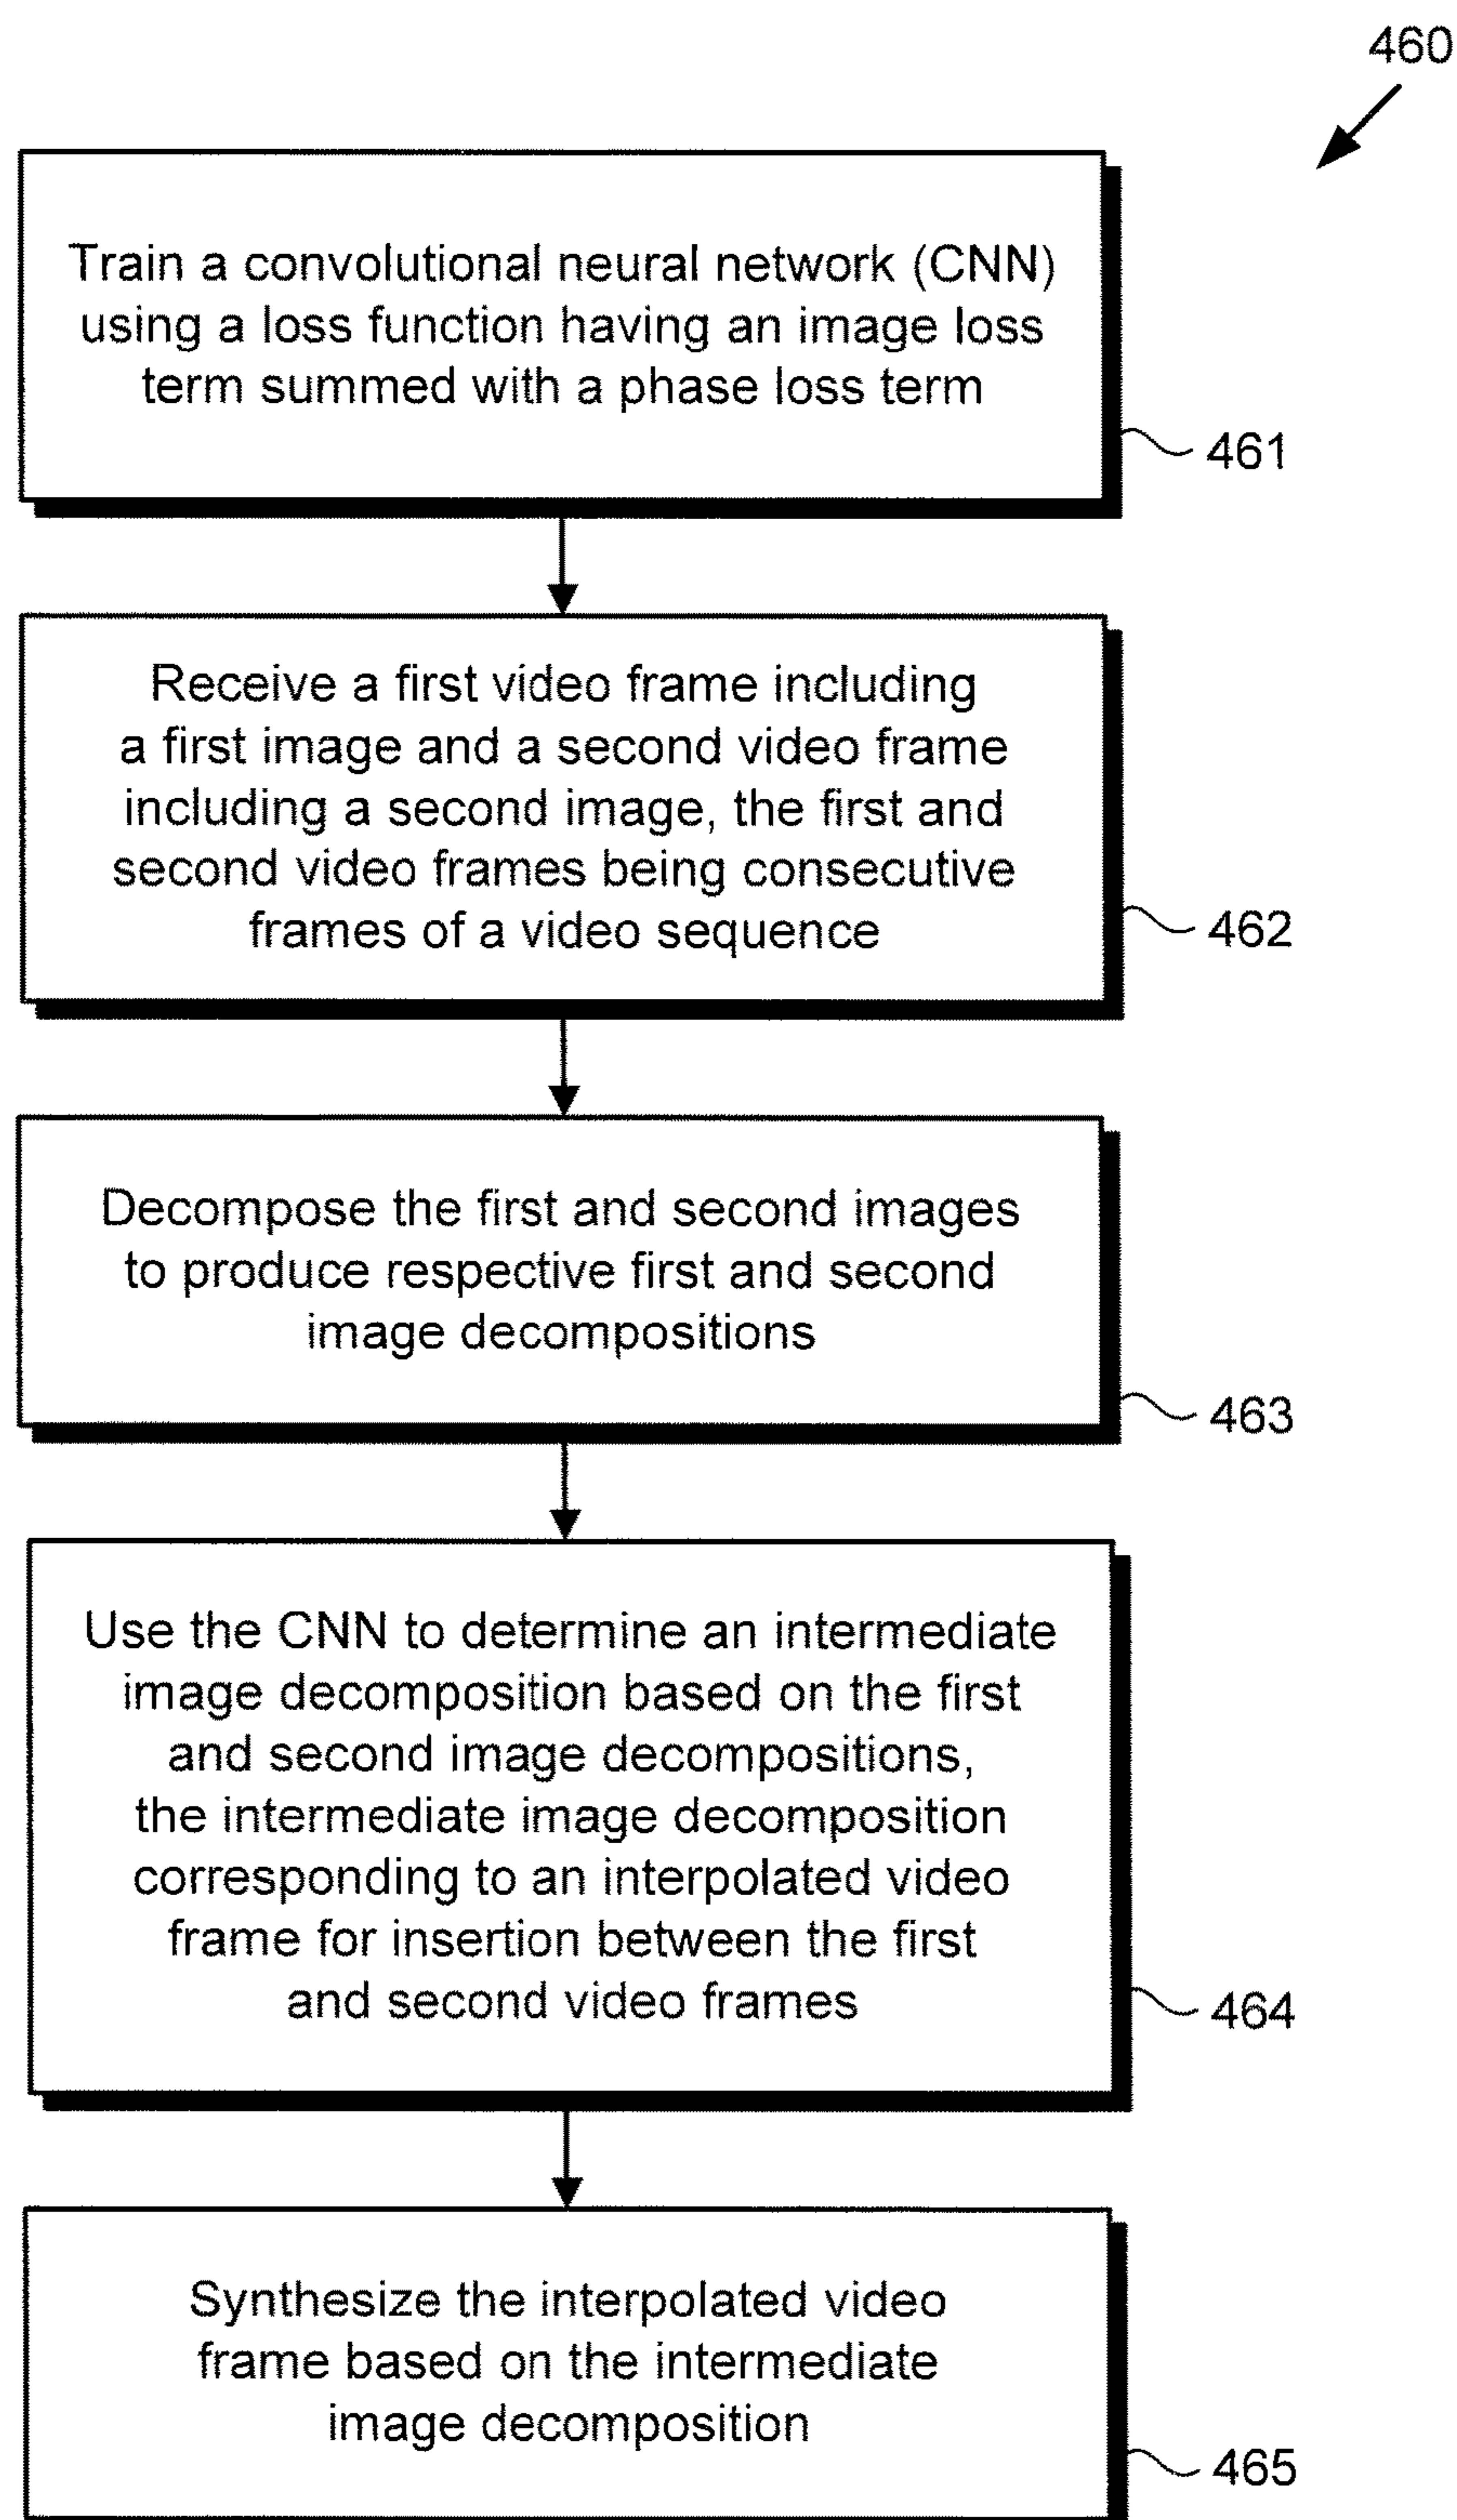 460
Train a convolutional neural network (CNN)
using a loss function having an image loss
term summed with a phase loss term
461
Receive a first video frame including
a first image and a second video frame
including a second image, the first and
second video frames being consecutive
frames of a video sequence
462
Decompose the first and second images
to produce respective first and second
image decompositions
463
Use the CNN to determine an intermediate
image decomposition based on the first
and second image decompositions,
the intermediate image decomposition
corresponding to an interpolated video
frame for insertion between the first
and second video frames
464
Synthesize the interpolated video
frame based on the intermediate
image decomposition
465